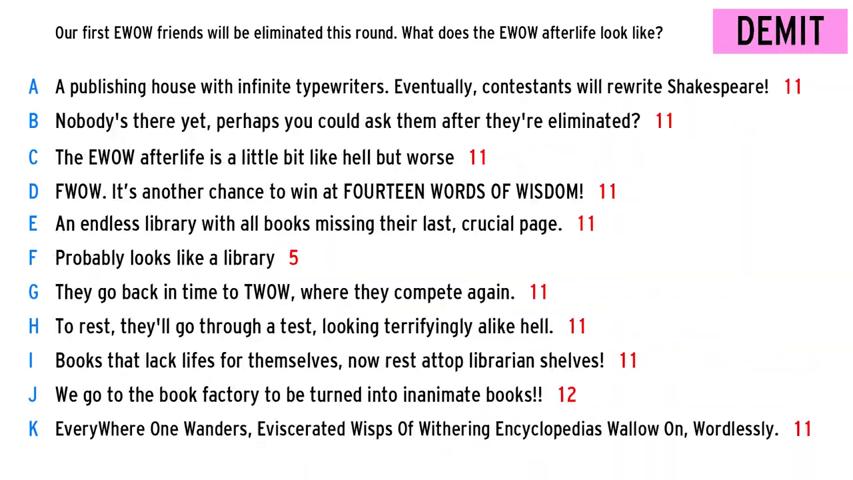 Our first EWOW friends will be eliminated this round. What does the EWOW afterlife look like?
DEMIT
A A publishing house with infinite typewriters. Eventually, contestants will rewrite Shakespeare! 11
B Nobody's there yet, perhaps you could ask them after they're eliminated? 11
C The EWOW afterlife is a little bit like hell but worse 11
D FWOW. It's another chance to win at FOURTEEN WORDS OF WISDOM! 11
E An endless library with all books missing their last, crucial page. 11
F Probably looks like a library 5
G They go back in time to TWOW, where they compete again. 11
H To rest, they'll go through a test, looking terrifyingly alike hell. 11
I Books that lack lifes for themselves, now rest attop librarian shelves! 11
J We go to the book factory to be turned into inanimate books!! 12
K EveryWhere One Wanders, Eviscerated Wisps Of Withering Encyclopedias Wallow On, Wordlessly. 11